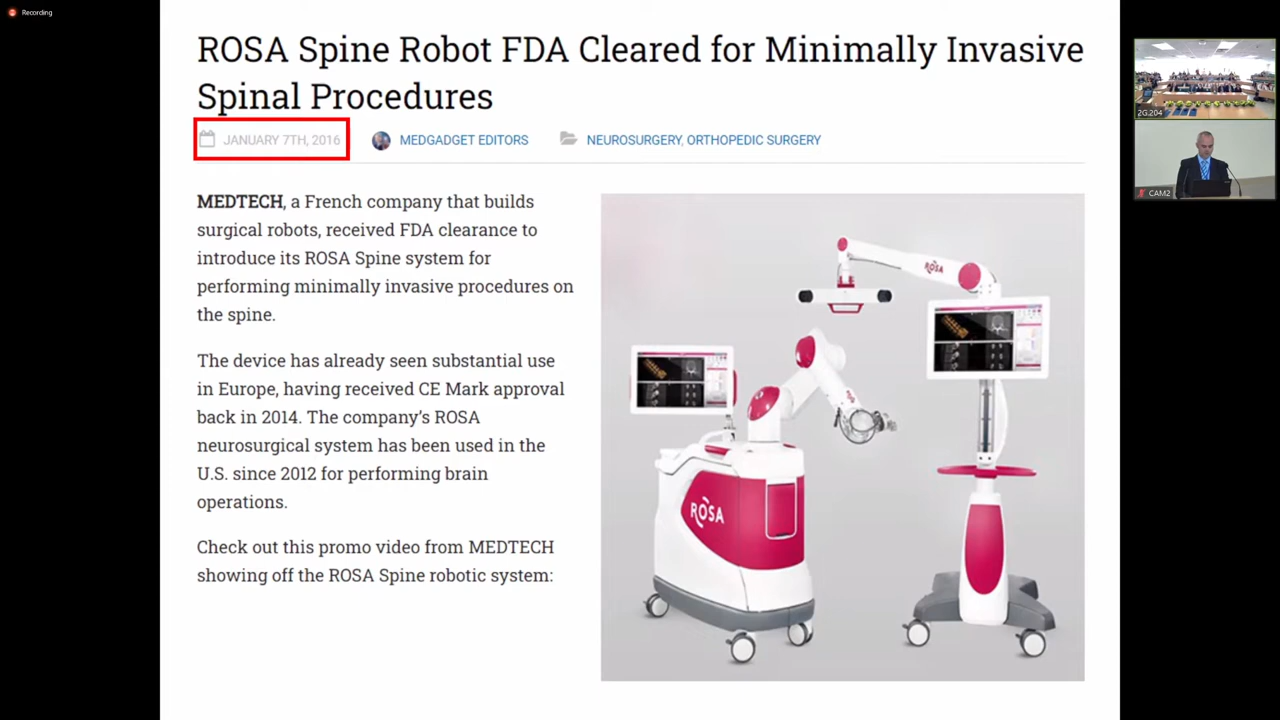 Recording
ROSA Spine Robot FDA Cleared for Minimally Invasive
Spinal Procedures
JANUARY 7TH, 2016
MEDGADGET EDITORS
NEUROSURGERY, ORTHOPEDIC SURGERY
MEDTECH, a French company that builds
surgical robots, received FDA clearance to
introduce its ROSA Spine system for
performing minimally invasive procedures on
the spine.
The device has already seen substantial use
in Europe, having received CE Mark approval
back in 2014. The company's ROSA
neurosurgical system has been used in the
U.S. since 2012 for performing brain
operations.
Check out this promo video from MEDTECH
showing off the ROSA Spine robotic system:
ROSA
ROSA
2G.204
CAM2